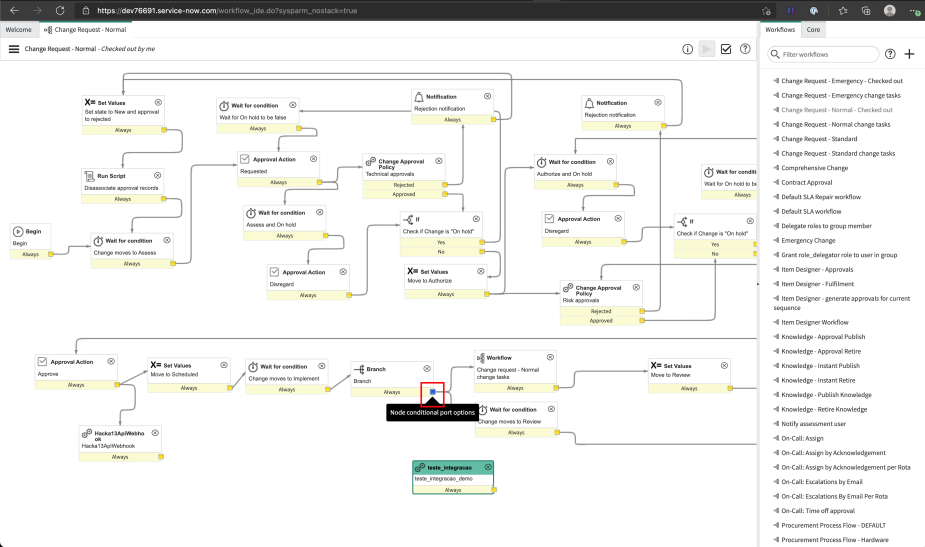 https://dev76691.service-now.com/workflow_ide.do?sysparm_nostack=true
Welcome
Change Request - Normal
Workflows
Core
Change Request - Normal - Checked out by me
Filter workflows
Set Values
Set state to New and approval
to rejected
Always
Wait for condition
Wait for On hold to be false
Always
Notification
Rejection notification
Always
Notification
Rejection notification
Always
Run Script
Disassociate approval records
Always
Approval Action
Requested
Always
Change Approval
Policy
Technical approvals
Rejected
Approved
Wait for condition
Authorize and On hold
Always
Wait for condition
Wait for On hold to be
Always
Begin
Begin
Always
Wait for condition
Change moves to Assess
Always
Wait for condition
Assess and On hold
Always
If
Check if Change is "On hold"
Yes
No
Approval Action
Disregard
Always
If
Check if Change is "On hold"
Yes
No
Approval Action
Disregard
Always
Set Values
Move to Authorize
Always
Change Approval
Policy
Risk approvals
Rejected
Approved
Approval Action
Approve
Always
Set Values
Move to Scheduled
Always
Wait for condition
Change moves to Implement
Always
Branch
Branch
Always
Workflow
Change request - Normal
change tasks
Always
Set Values
Move to Review
Always
Node conditional port options
Wait for condition
Change moves to Review
Always
Hacka13ApiWebho
ok
Hacka13ApiWebhook
Always
teste_integracao
teste_integracao_demo
Always
Change Request - Emergency - Checked out
Change Request - Emergency change tasks
Change Request - Normal - Checked out
Change Request - Normal change tasks
Change Request - Standard
Change Request - Standard change tasks
Comprehensive Change
Contract Approval
Default SLA Repair workflow
Default SLA workflow
Delegate roles to group member
Emergency Change
Grant role_delegator role to user in group
Item Designer - Approvals
Item Designer - Fulfilment
Item Designer - generate approvals for current
sequence
Item Designer Workflow
Knowledge - Approval Publish
Knowledge - Approval Retire
Knowledge - Instant Publish
Knowledge - Instant Retire
Knowledge - Publish Knowledge
Knowledge - Retire Knowledge
Notify assessment user
On-Call: Assign
On-Call: Assign by Acknowledgement
On-Call: Assign by Acknowledgement per Rota
On-Call: Escalations by Email
On-Call: Escalations By Email Per Rota
On-Call: Time off approval
Procurement Process Flow - DEFAULT
Procurement Process Flow - Hardware